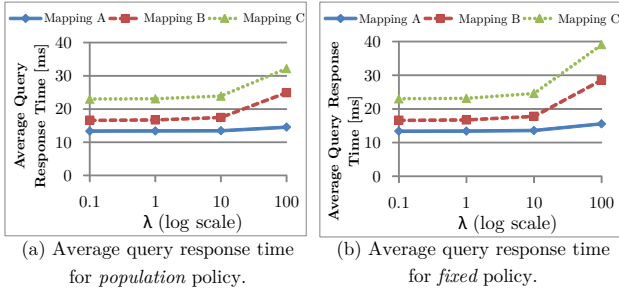 Mapping A Mapping B Mapping C
Average Query
Response Time [ms]
40
30
20
10
0
0.1 1 10 100
λ (log scale)
(a) Average query response time
for population policy.
Mapping A Mapping B Mapping C
Average Query Response
Time [ms]
40
30
20
10
0
0.1 1 10 100
λ (log scale)
(b) Average query response time
for fixed policy.